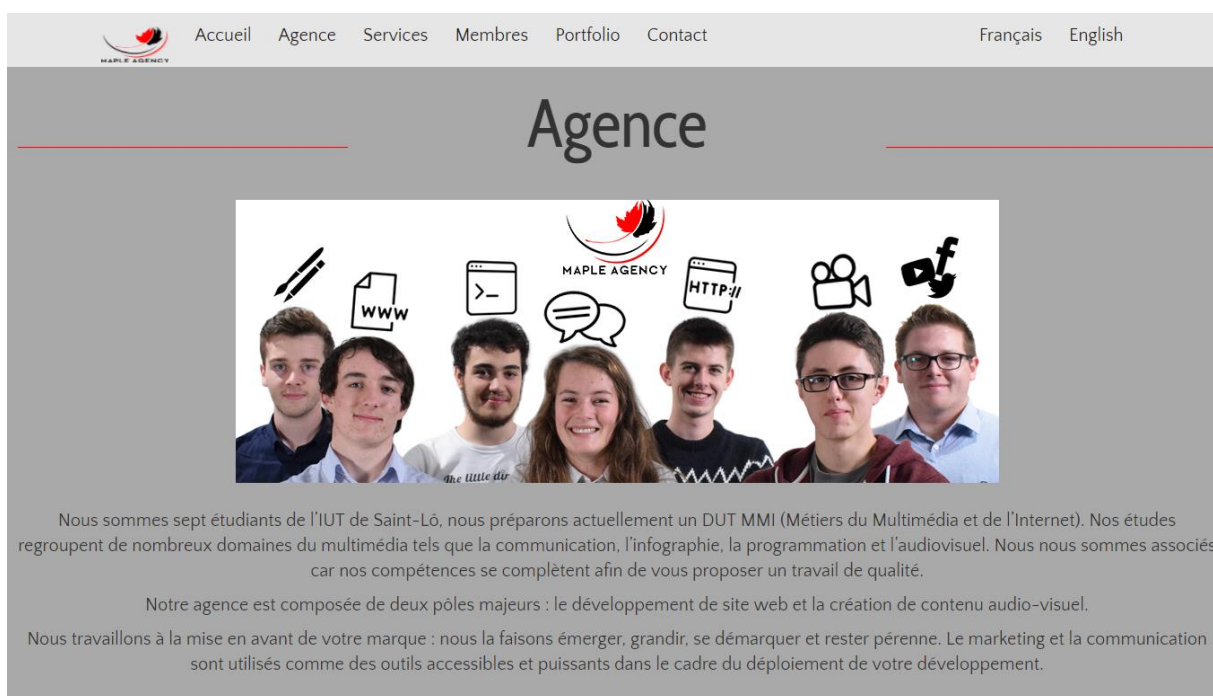 MAPLE AGENCY
Accueil Agence Services Membres Portfolio Contact Français English
Agence
MAPLE AGENCY
WWW
>_
HTTP://
The little dir
Nous sommes sept étudiants de l'IUT de Saint-Lô, nous préparons actuellement un DUT MMI (Métiers du Multimédia et de l'Internet). Nos études
regroupent de nombreux domaines du multimédia tels que la communication, l'infographie, la programmation et l'audiovisuel. Nous nous sommes associés
car nos compétences se complètent afin de vous proposer un travail de qualité.
Notre agence est composée de deux pôles majeurs : le développement de site web et la création de contenu audio-visuel.
Nous travaillons à la mise en avant de votre marque : nous la faisons émerger, grandir, se démarquer et rester pérenne. Le marketing et la communication
sont utilisés comme des outils accessibles et puissants dans le cadre du déploiement de votre développement.